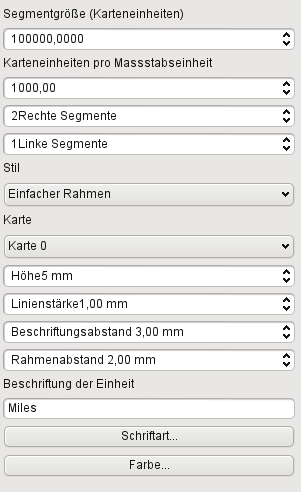 Segmentgröße (Karteneinheiten)
100000,0000
Karteneinheiten pro Massstabseinheit
1000,00
2Rechte Segmente
1Linke Segmente
Stil
Einfacher Rahmen
Karte
Karte 0
Höhe5 mm
Linienstärke1,00 mm
Beschriftungsabstand 3,00 mm
Rahmenabstand 2,00 mm
Beschriftung der Einheit
Miles
Schriftart...
Farbe...